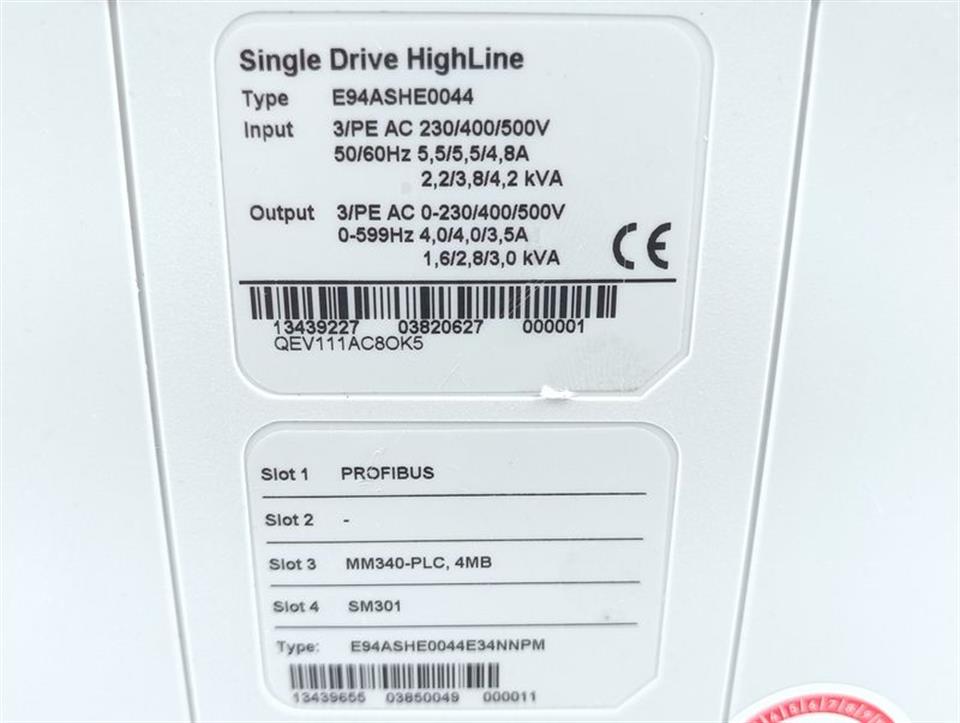 Single Drive HighLine
Type E94ASHE0044
Input 3/PE AC 230/400/500V
50/60Hz 5,5/5,5/4,8A
2,2/3,8/4,2 kVA
Output 3/PE AC 0-230/400/500V
0-599Hz 4,0/4,0/3,5A
1,6/2,8/3,0 kVA
CE
13439227 03820627 000001
QEV111AC8OK5
Slot 1 PROFIBUS
Slot 2 -
Slot 3 MM340-PLC, 4MB
Slot 4 SM301
Type: E94ASHE0044E34NNPM
13439655 03850049 000011